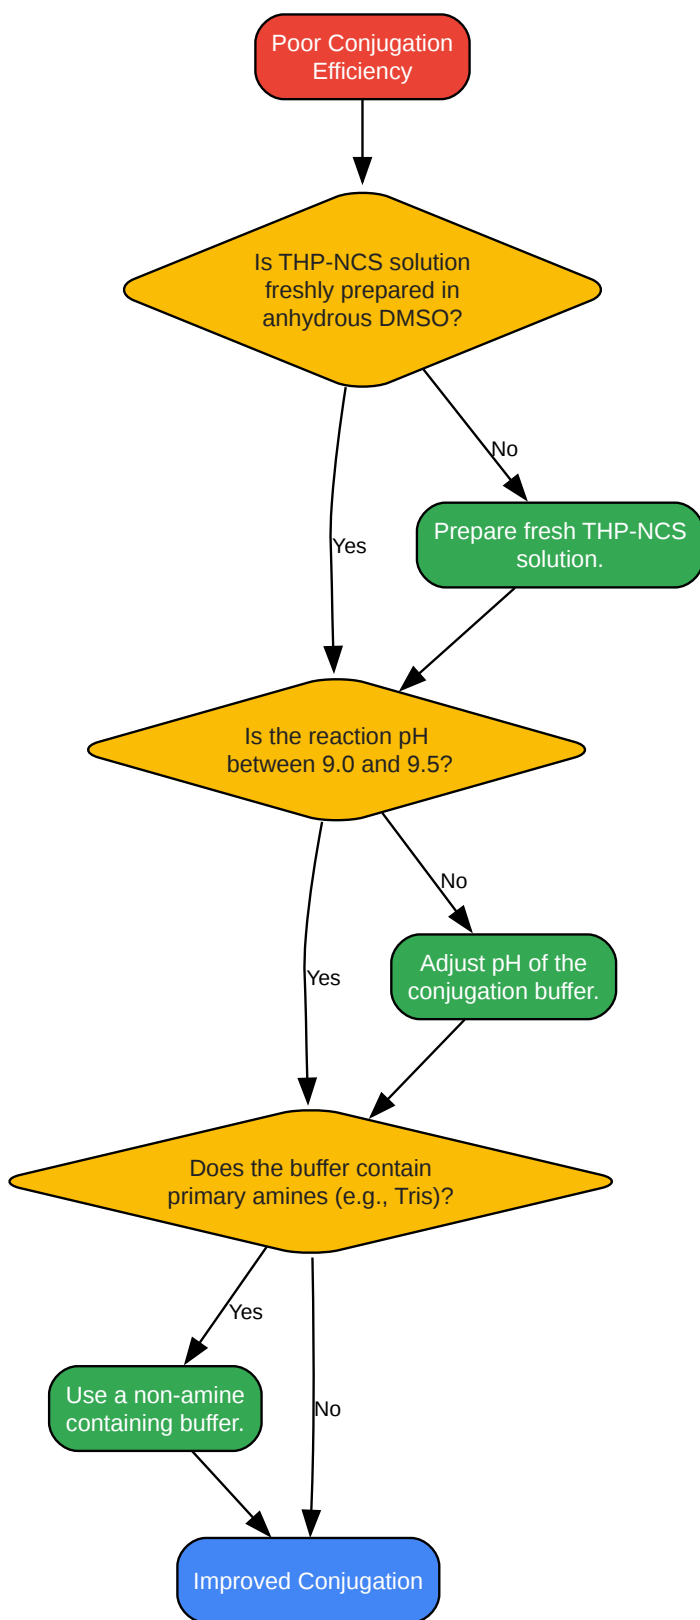 Poor Conjugation
Efficiency
Is THP-NCS solution
freshly prepared in
anhydrous DMSO?
No
Yes
Prepare fresh THP-NCS
solution.
Is the reaction pH
between 9.0 and 9.5?
No
Yes
Adjust pH of the
conjugation buffer.
Does the buffer contain
primary amines (e.g., Tris)?
Yes
No
Use a non-amine
containing buffer.
Improved Conjugation